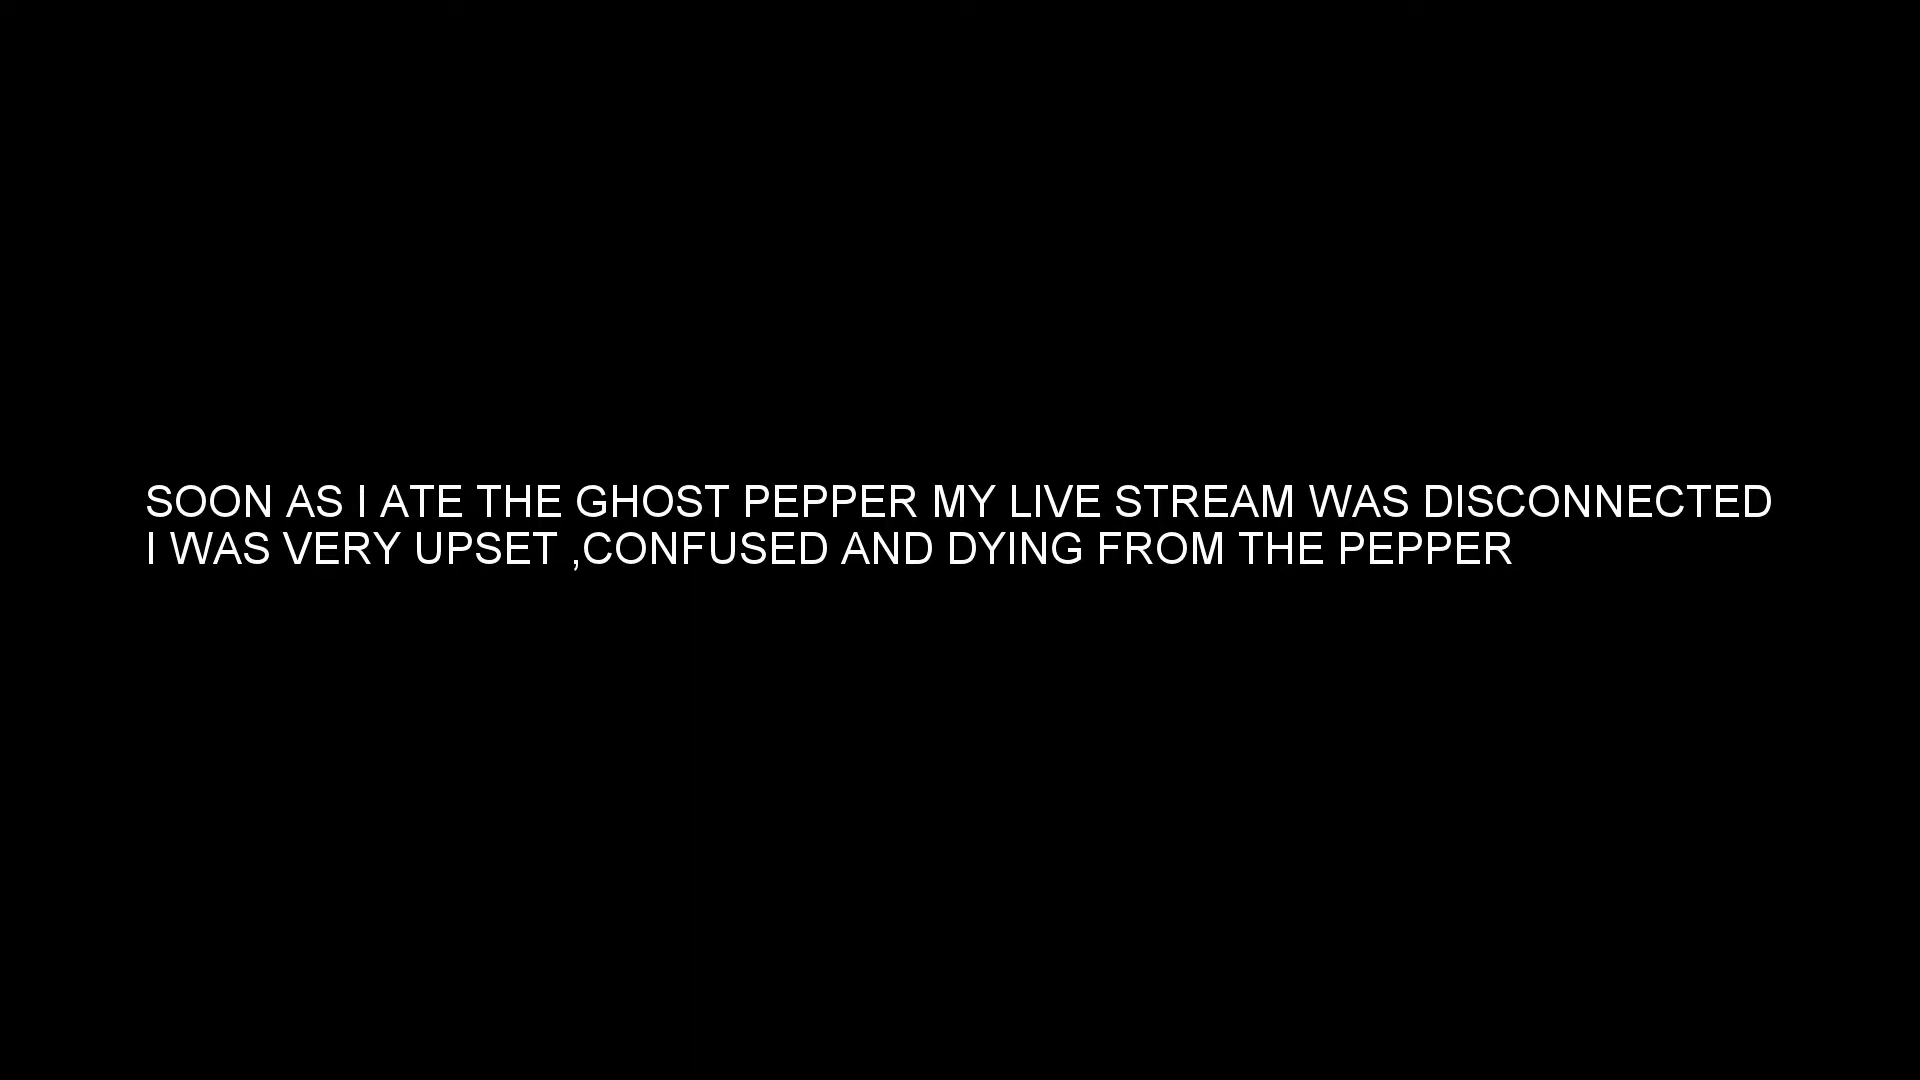 SOON AS I ATE THE GHOST PEPPER MY LIVE STREAM WAS DISCONNECTED
I WAS VERY UPSET ,CONFUSED AND DYING FROM THE PEPPER